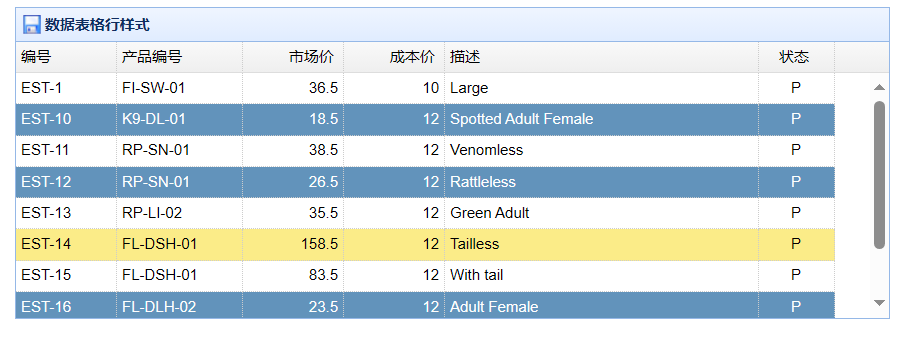 数据表格行样式
编号 产品编号 市场价 成本价 描述 状态
EST-1 FI-SW-01 36.5 10 Large P
EST-10 K9-DL-01 18.5 12 Spotted Adult Female P
EST-11 RP-SN-01 38.5 12 Venomless P
EST-12 RP-SN-01 26.5 12 Rattleless P
EST-13 RP-LI-02 35.5 12 Green Adult P
EST-14 FL-DSH-01 158.5 12 Tailless P
EST-15 FL-DSH-01 83.5 12 With tail P
EST-16 FL-DLH-02 23.5 12 Adult Female P